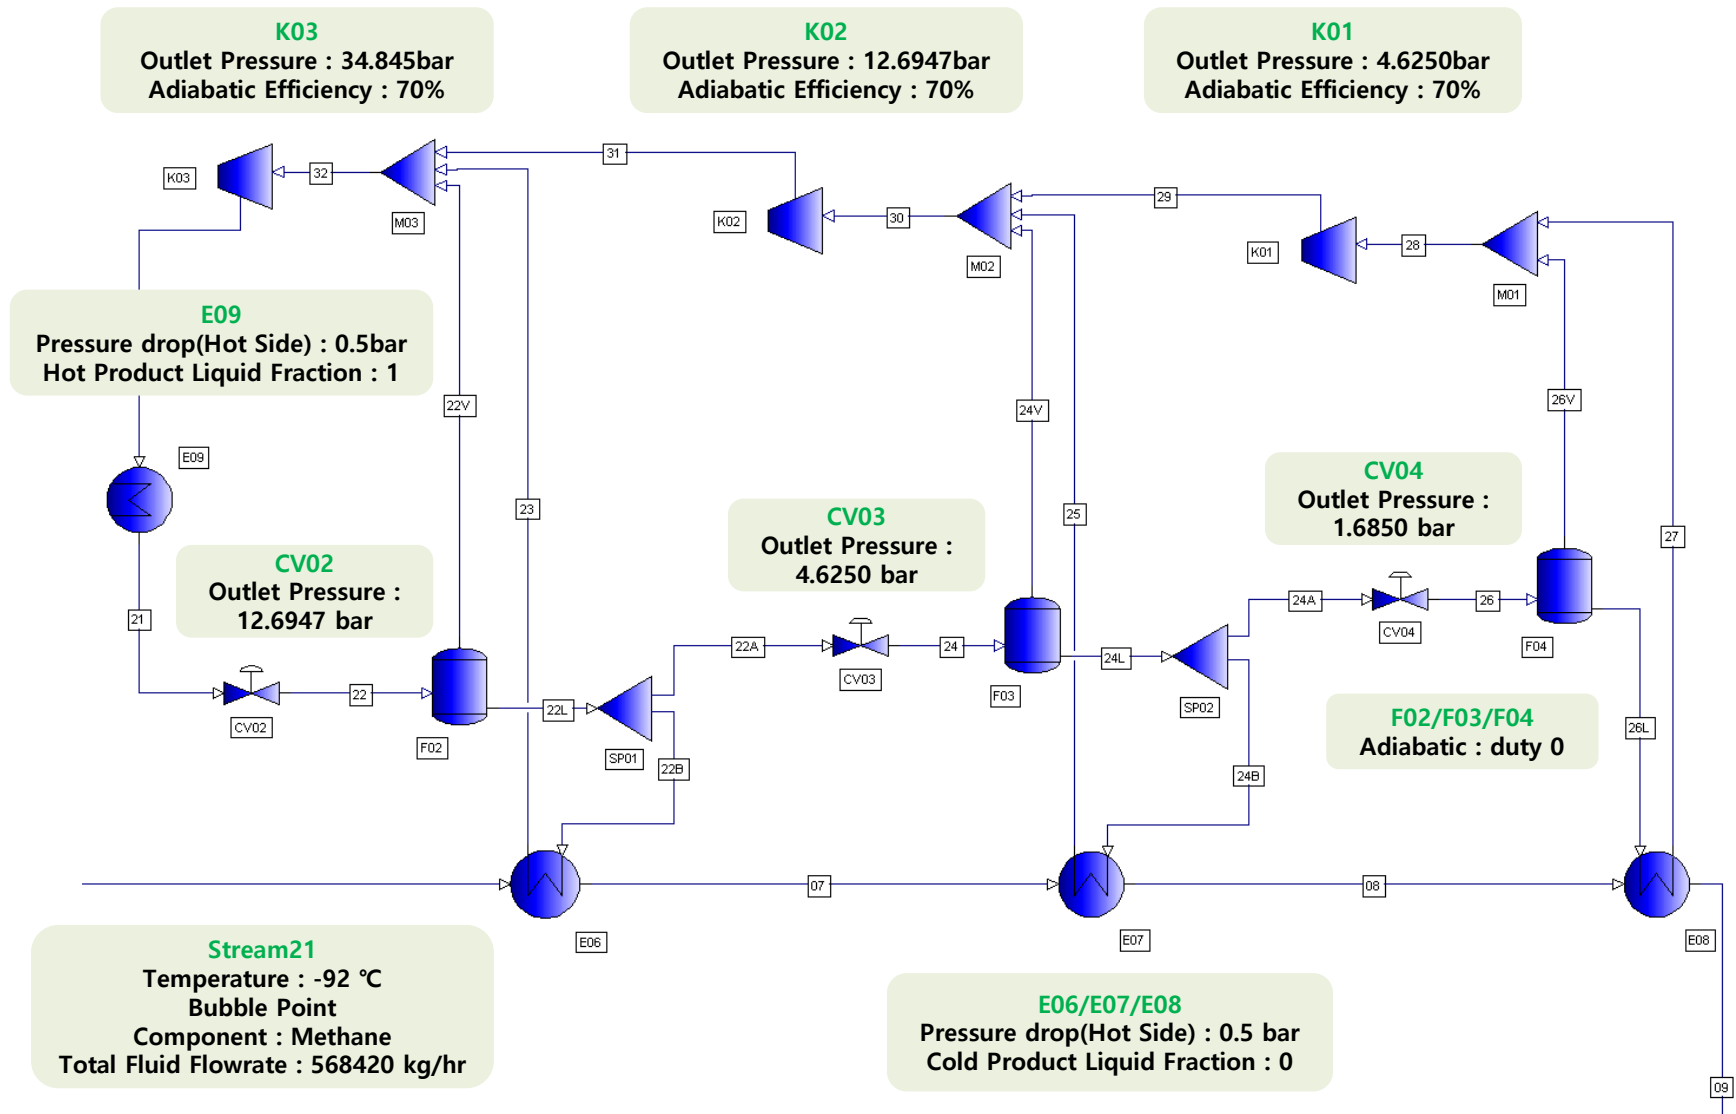 K03
Outlet Pressure : 34.845bar
Adiabatic Efficiency : 70%
K02
Outlet Pressure : 12.6947bar
Adiabatic Efficiency : 70%
K01
Outlet Pressure : 4.6250bar
Adiabatic Efficiency : 70%
31
32
K03
M03
29
30
K02
M02
28
K01
M01
E09
Pressure drop(Hot Side) : 0.5bar
Hot Product Liquid Fraction : 1
22V
24V
26V
E09
23
25
27
CV02
Outlet Pressure :
12.6947 bar
CV03
Outlet Pressure :
4.6250 bar
CV04
Outlet Pressure :
1.6850 bar
21
22
CV02
F02
22L
SP01
22A
22B
CV03
24
F03
24L
SP02
24A
24B
CV04
26
F04
26L
F02/F03/F04
Adiabatic : duty 0
07
08
E06
E07
E08
Stream21
Temperature : -92 ℃
Bubble Point
Component : Methane
Total Fluid Flowrate : 568420 kg/hr
E06/E07/E08
Pressure drop(Hot Side) : 0.5 bar
Cold Product Liquid Fraction : 0
09